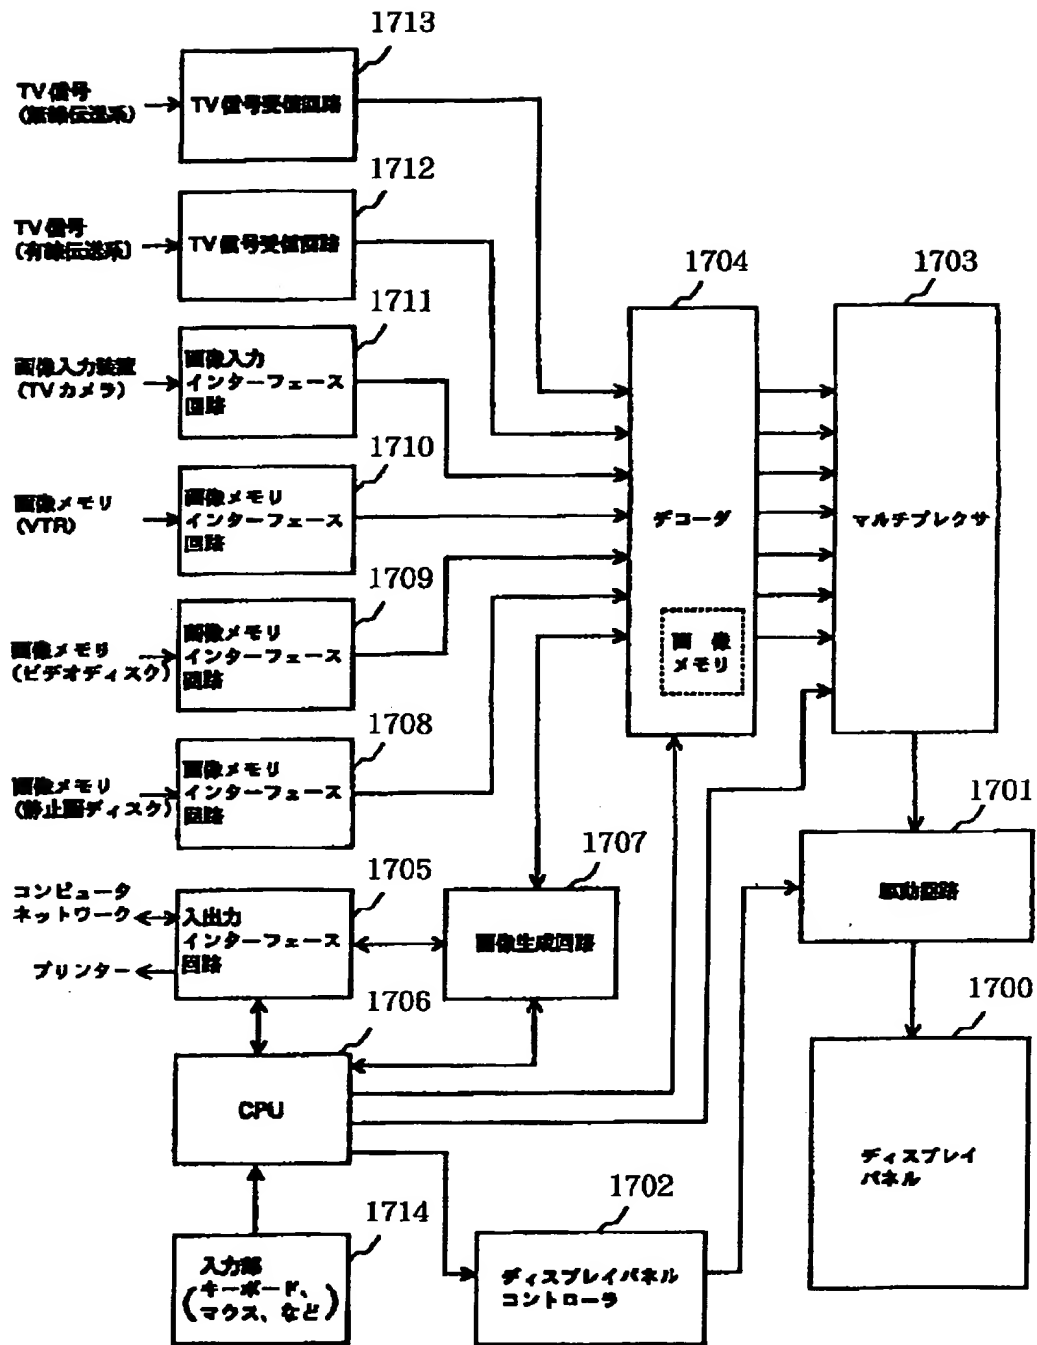 1713
TV信号
(無線伝送系)
TV信号受信回路
1712
TV信号
(有線伝送系)
TV信号受信回路
1711
画像入力装置
(TVカメラ)
画像入力
インターフェース
回路
1710
画像メモリ
(VTR)
画像メモリ
インターフェース
回路
1709
画像メモリ
(ビデオディスク)
画像メモリ
インターフェース
回路
1708
画像メモリ
(静止画ディスク)
画像メモリ
インターフェース
回路
1704
デコーダ
画 像
メモリ
1703
マルチプレクサ
1705
コンピュータ
ネットワーク
プリンター
入出力
インターフェース
回路
1707
画像生成回路
1701
駆動回路
1706
CPU
1700
ディスプレイ
パネル
1714
入力部
(キーボード、
マウス、など)
1702
ディスプレイパネル
コントローラ